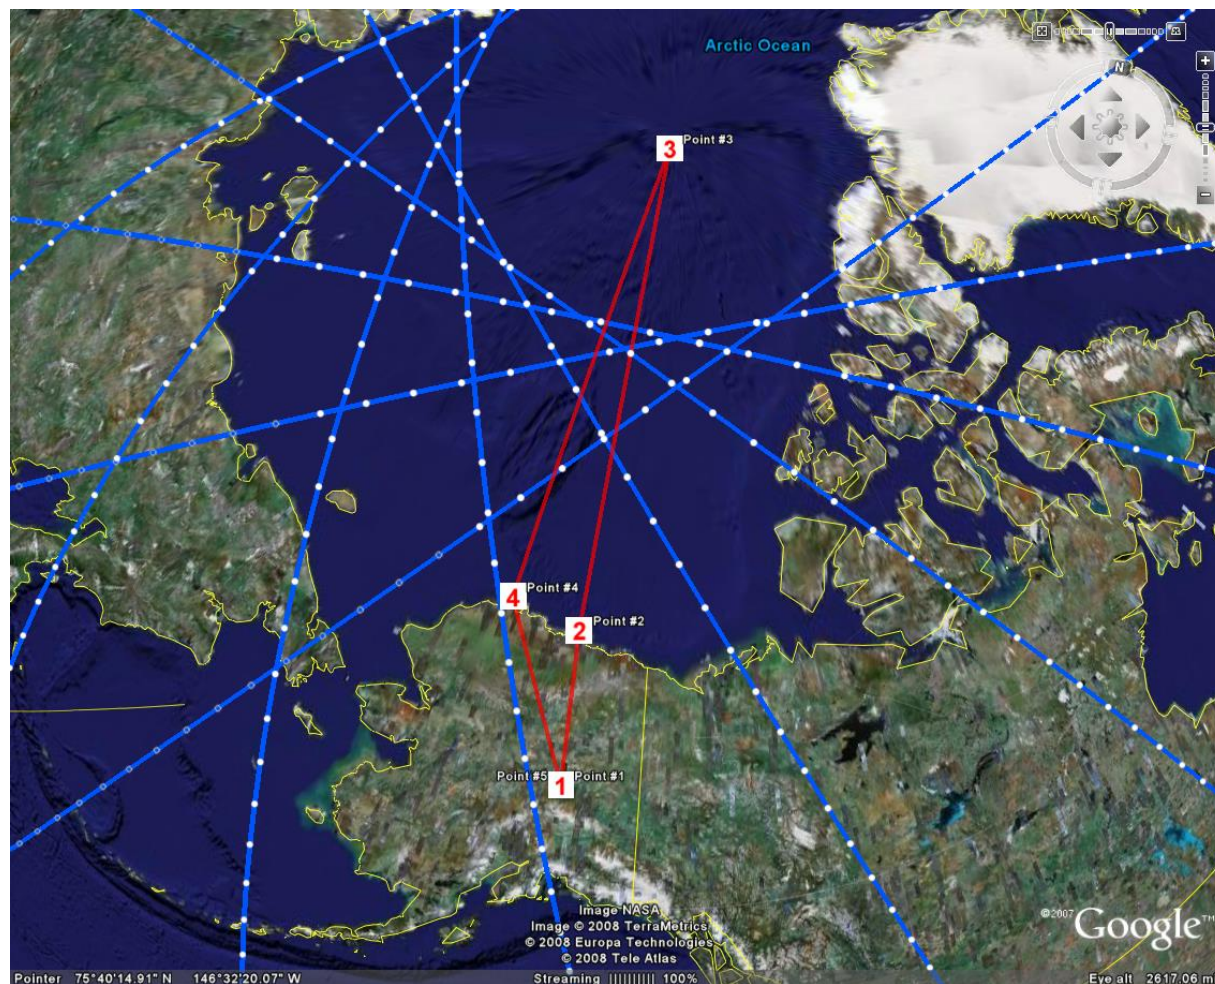 Arctic Ocean
N
3 Point #3
4 Point #4
2 Point #2
Point #5 1 Point #1
Image NASA
Image © 2008 TerraMetrics
© 2008 Europa Technologies
© 2008 Tele Atlas
©2007 Google™
Pointer 75°40'14.91" N 146°32'20.07" W Streaming |||||||||| 100% Eye alt 2617.06 mi